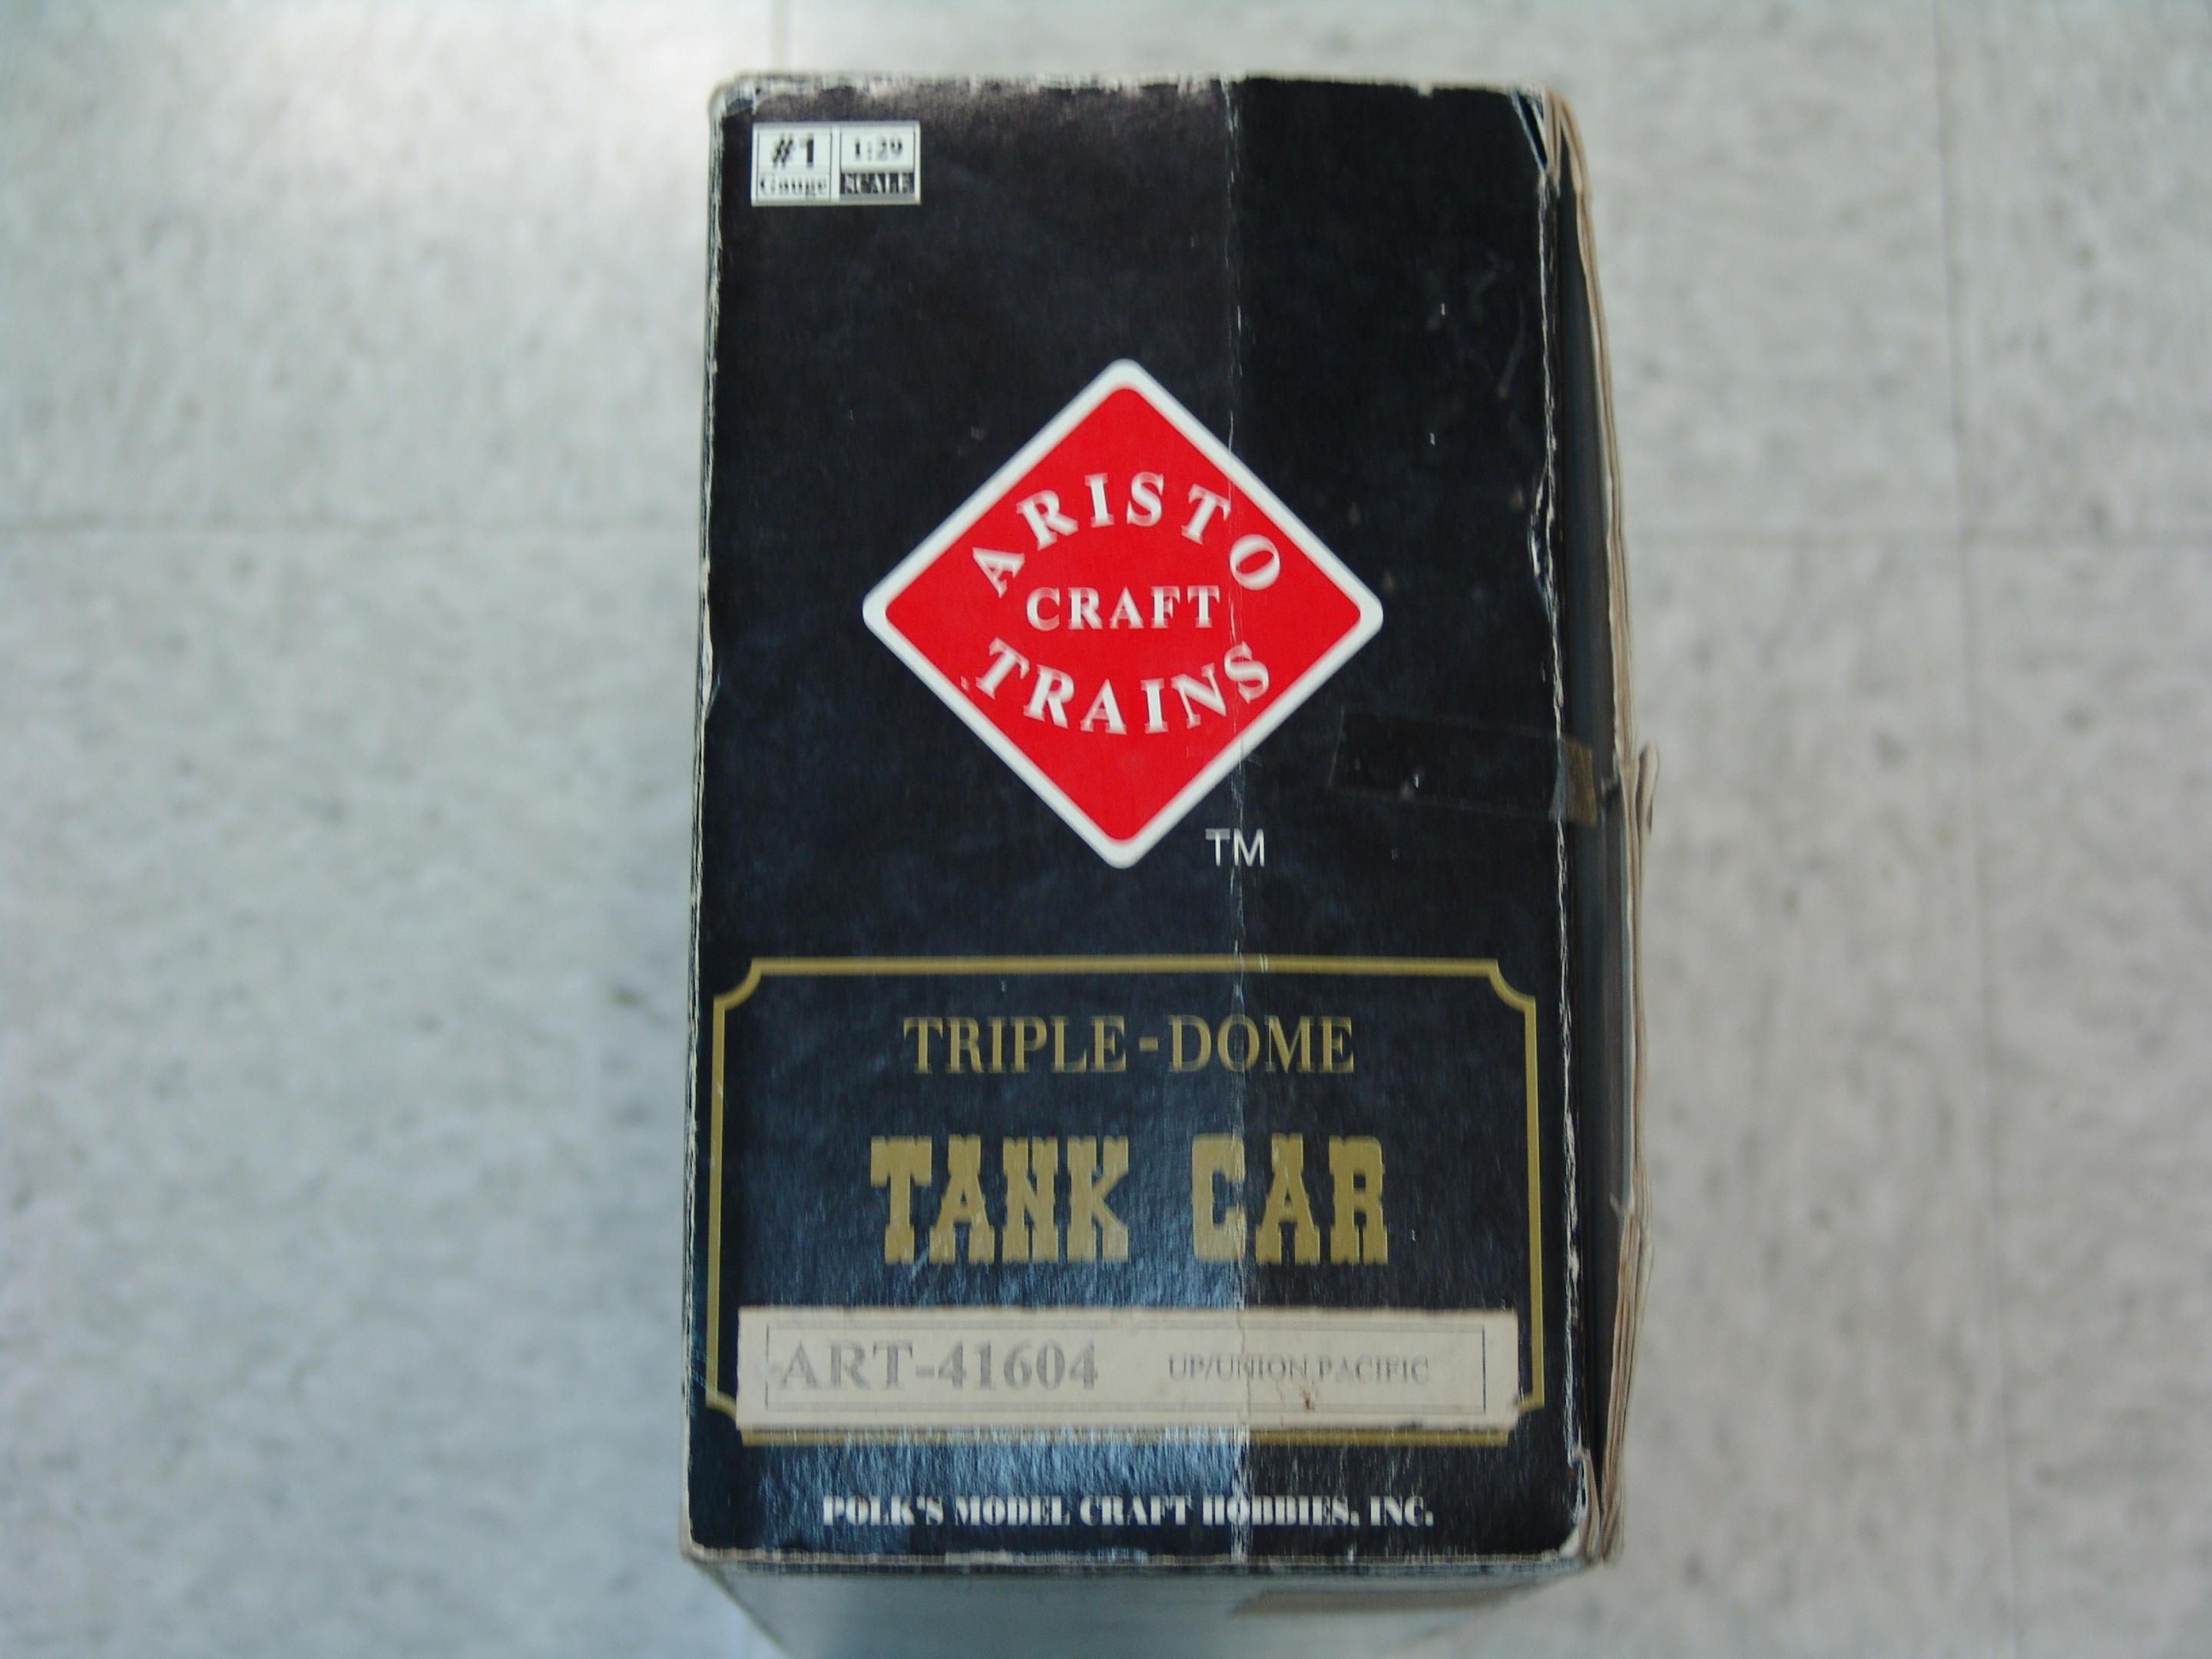 #1 1:29
Gauge SCALE
ARISTO
CRAFT
TRAINS
TM
TRIPLE-DOME
TANK CAR
ART-41604 UP/UNION PACIFIC
POLK'S MODEL CRAFT HOBBIES, INC.